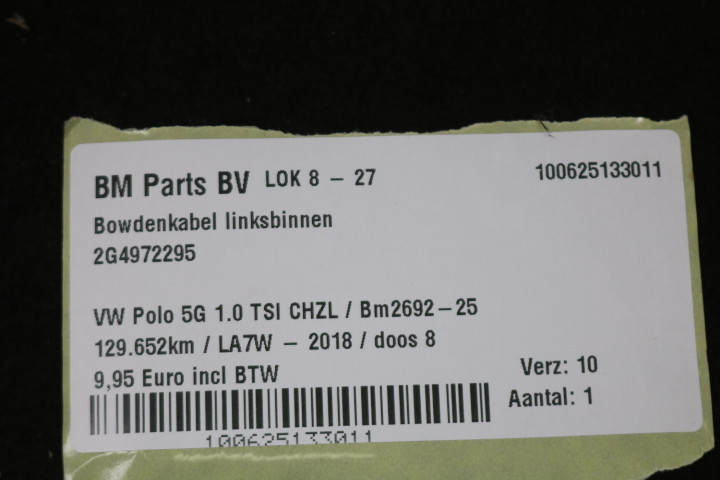 BM Parts BV LOK 8 – 27 100625133011
Bowdenkabel linksbinnen
2G4972295
VW Polo 5G 1.0 TSI CHZL / Bm2692–25
129.652km / LA7W – 2018 / doos 8
9,95 Euro incl BTW Verz: 10
Aantal: 1
100625133011